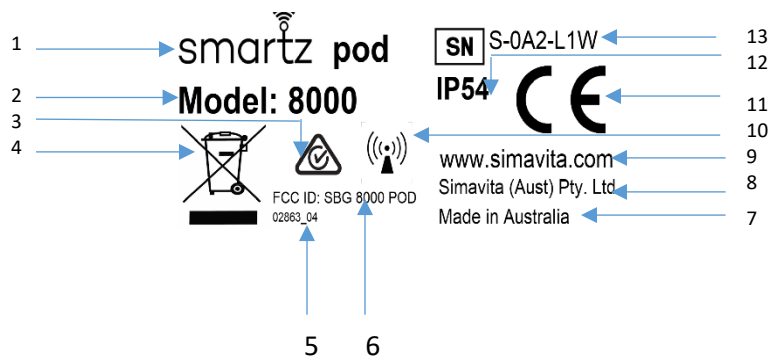 1
smartz pod
2
Model: 8000
3
4
FCC ID: SBG 8000 POD
02863_04
5
6
SN S-0A2-L1W
13
12
IP54
CE
11
10
www.simavita.com
9
Simavita (Aust) Pty. Ltd
8
Made in Australia
7